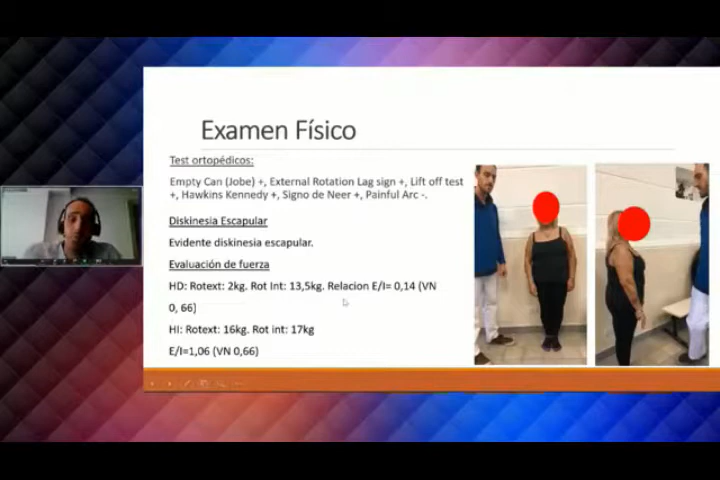 Examen Físico
Test ortopédicos:
Empty Can (Jobe) +, External Rotation Lag sign +, Lift off test
+, Hawkins Kennedy +, Signo de Neer +, Painful Arc -.
Diskinesia Escapular
Evidente diskinesia escapular.
Evaluación de fuerza
HD: Rotext: 2kg. Rot Int: 13,5kg. Relacion E/I= 0,14 (VN
0, 66)
HI: Rotext: 16kg. Rot int: 17kg
E/I=1,06 (VN 0,66)